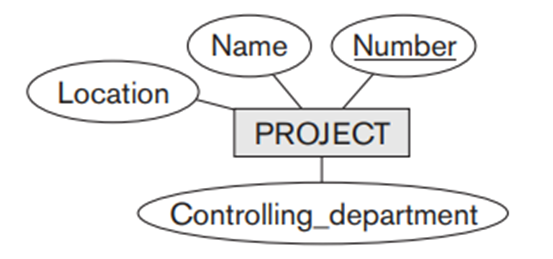 Name
Number
Location
PROJECT
Controlling_department